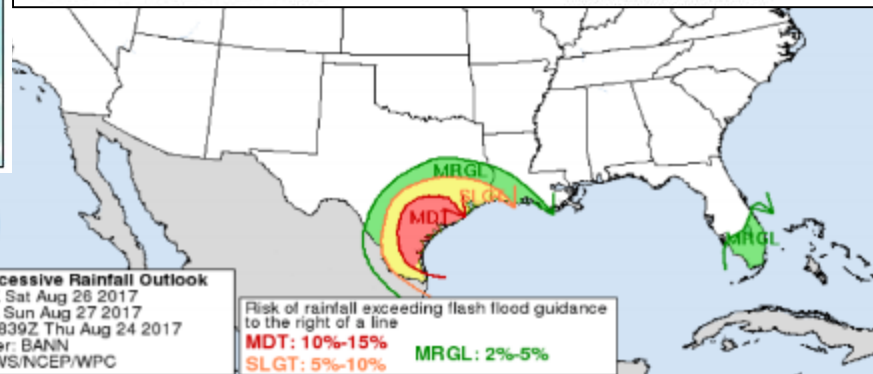 MRGL
SLGT
MDT
MRGL
cessive Rainfall Outlook
Sat Aug 26 2017
Sun Aug 27 2017
839Z Thu Aug 24 2017
er: BANN
WS/NCEP/WPC
Risk of rainfall exceeding flash flood guidance
to the right of a line
MDT: 10%-15%
SLGT: 5%-10%
MRGL: 2%-5%